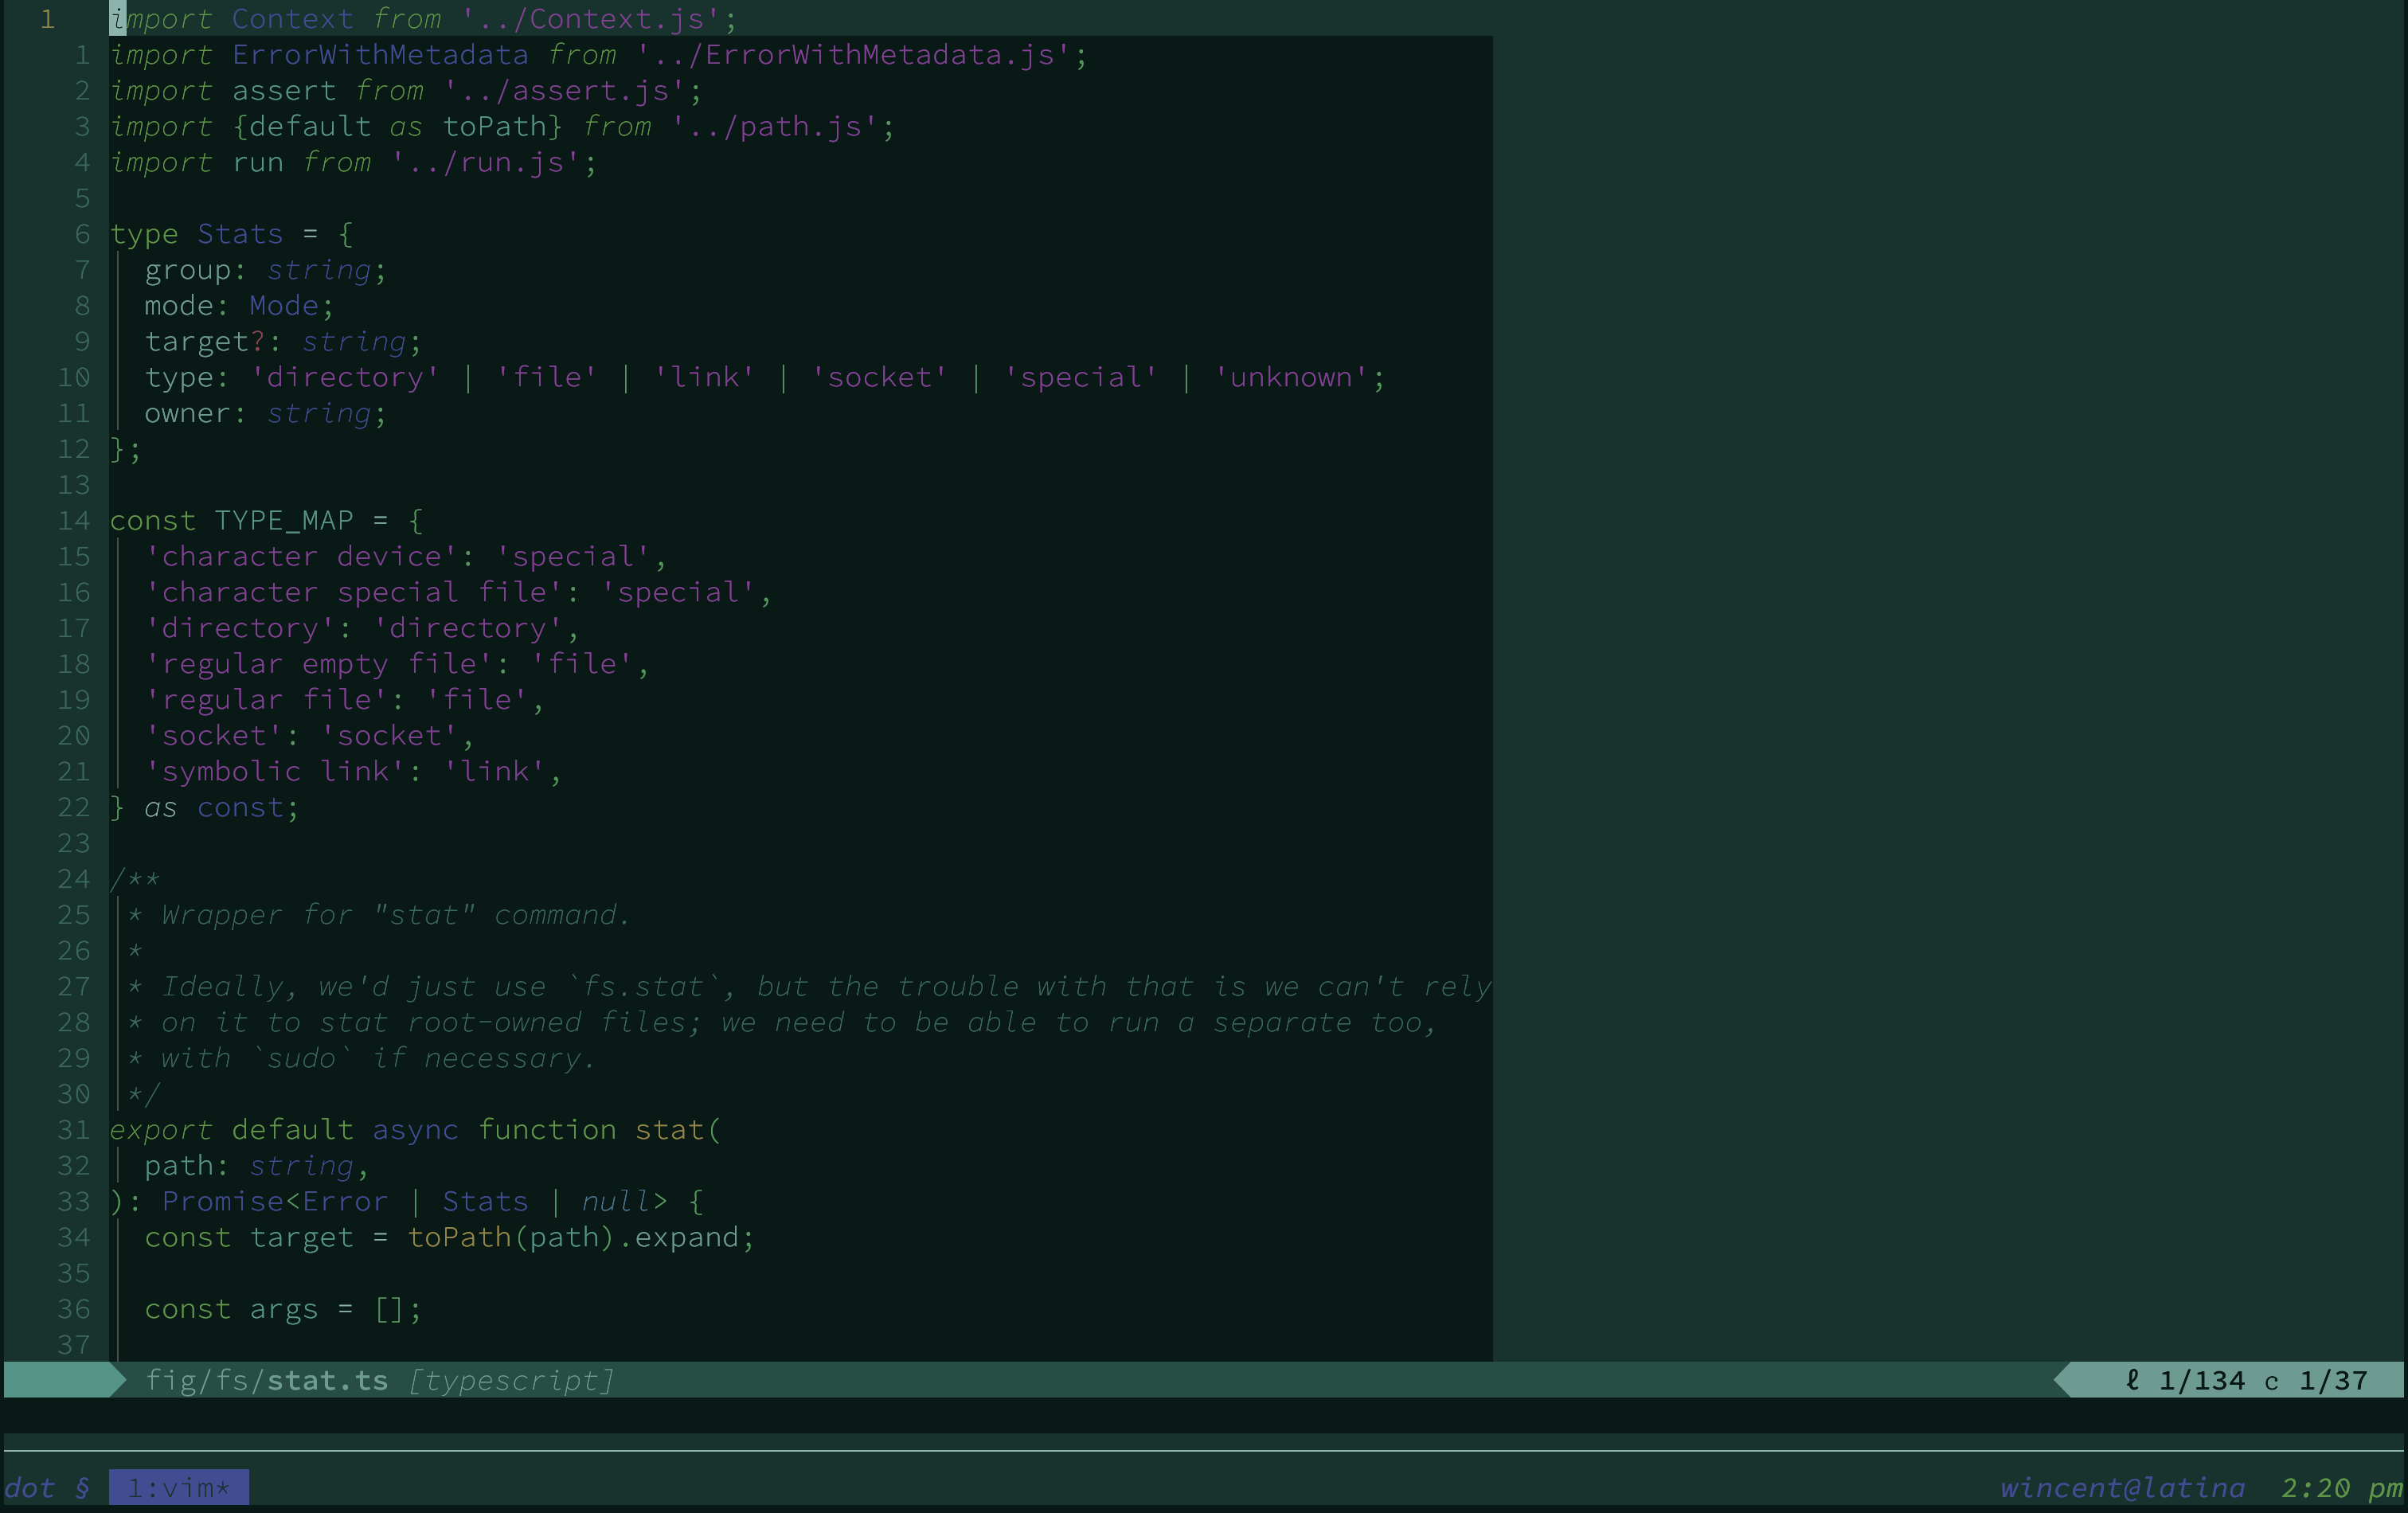 1 import Context from '../Context.js';
1 import ErrorWithMetadata from '../ErrorWithMetadata.js';
2 import assert from '../assert.js';
3 import {default as toPath} from '../path.js';
4 import run from '../run.js';
5
6 type Stats = {
7   group: string;
8   mode: Mode;
9   target?: string;
10   type: 'directory' | 'file' | 'link' | 'socket' | 'special' | 'unknown';
11   owner: string;
12 };
13
14 const TYPE_MAP = {
15   'character device': 'special',
16   'character special file': 'special',
17   'directory': 'directory',
18   'regular empty file': 'file',
19   'regular file': 'file',
20   'socket': 'socket',
21   'symbolic link': 'link',
22 } as const;
23
24 /**
25  * Wrapper for "stat" command.
26  *
27  * Ideally, we'd just use `fs.stat`, but the trouble with that is we can't rely
28  * on it to stat root-owned files; we need to be able to run a separate too,
29  * with `sudo` if necessary.
30  */
31 export default async function stat(
32   path: string,
33 ): Promise<Error | Stats | null> {
34   const target = toPath(path).expand;
35
36   const args = [];
37
fig/fs/stat.ts [typescript] ℓ 1/134 c 1/37
dot § 1:vim* wincent@latina 2:20 pm